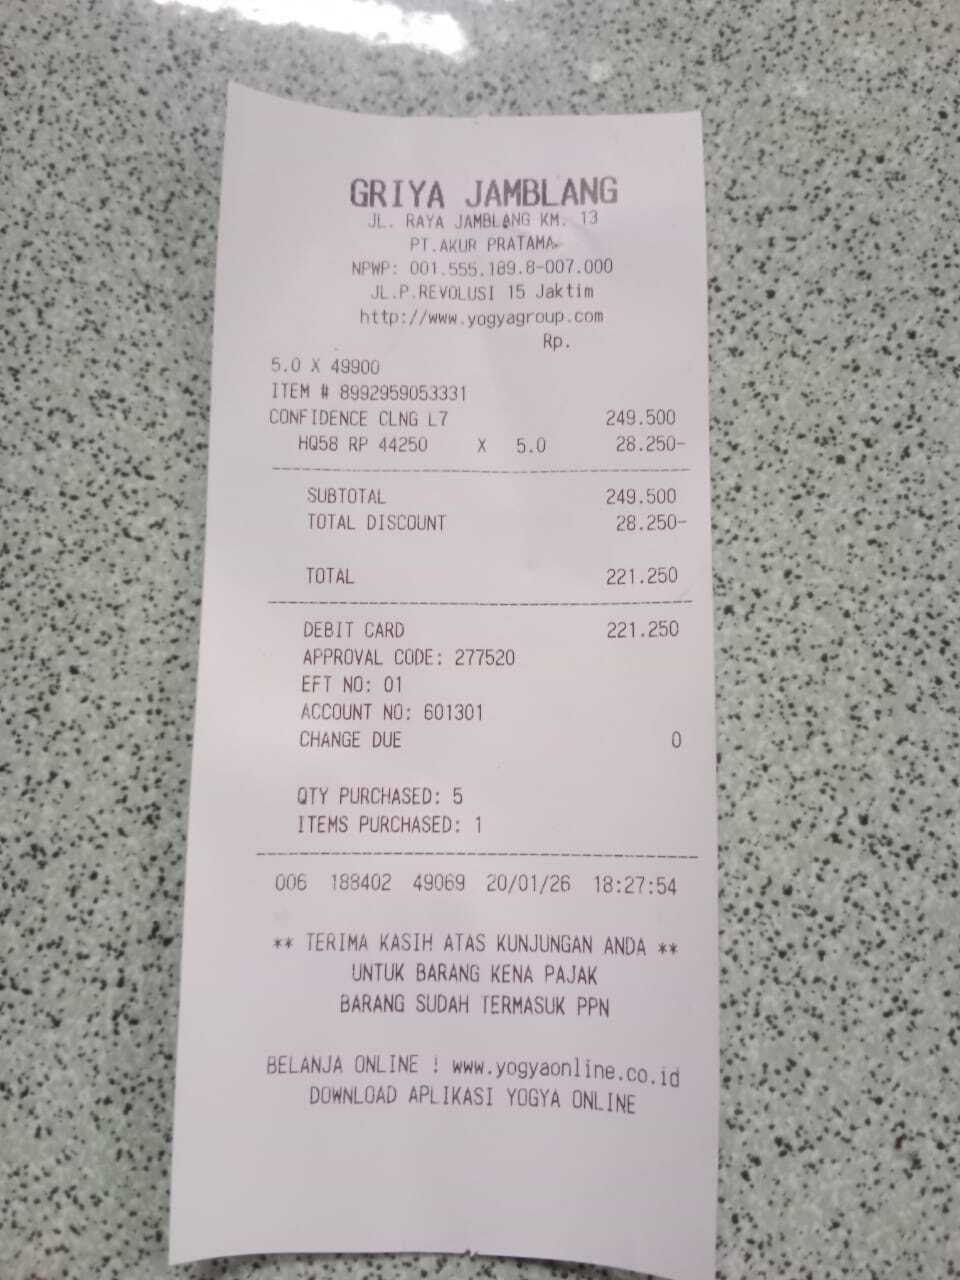 GRIYA JAMBLANG
JL. RAYA JAMBLANG KM. 13
PT.AKUR PRATAMA
NPWP: 001.555.189.8-007.000
JL.P.REVOLUSI 15 Jaktim
http://www.yogyagroup.com
Rp.
5.0 X 49900
ITEM # 8992959053331
CONFIDENCE CLNG L7 249.500
HQ58 RP 44250 X 5.0 28.250-
SUBTOTAL 249.500
TOTAL DISCOUNT 28.250-
TOTAL 221.250
DEBIT CARD 221.250
APPROVAL CODE: 277520
EFT NO: 01
ACCOUNT NO: 601301
CHANGE DUE 0
QTY PURCHASED: 5
ITEMS PURCHASED: 1
006 188402 49069 20/01/26 18:27:54
** TERIMA KASIH ATAS KUNJUNGAN ANDA **
UNTUK BARANG KENA PAJAK
BARANG SUDAH TERMASUK PPN
BELANJA ONLINE ! www.yogyaonline.co.id
DOWNLOAD APLIKASI YOGYA ONLINE